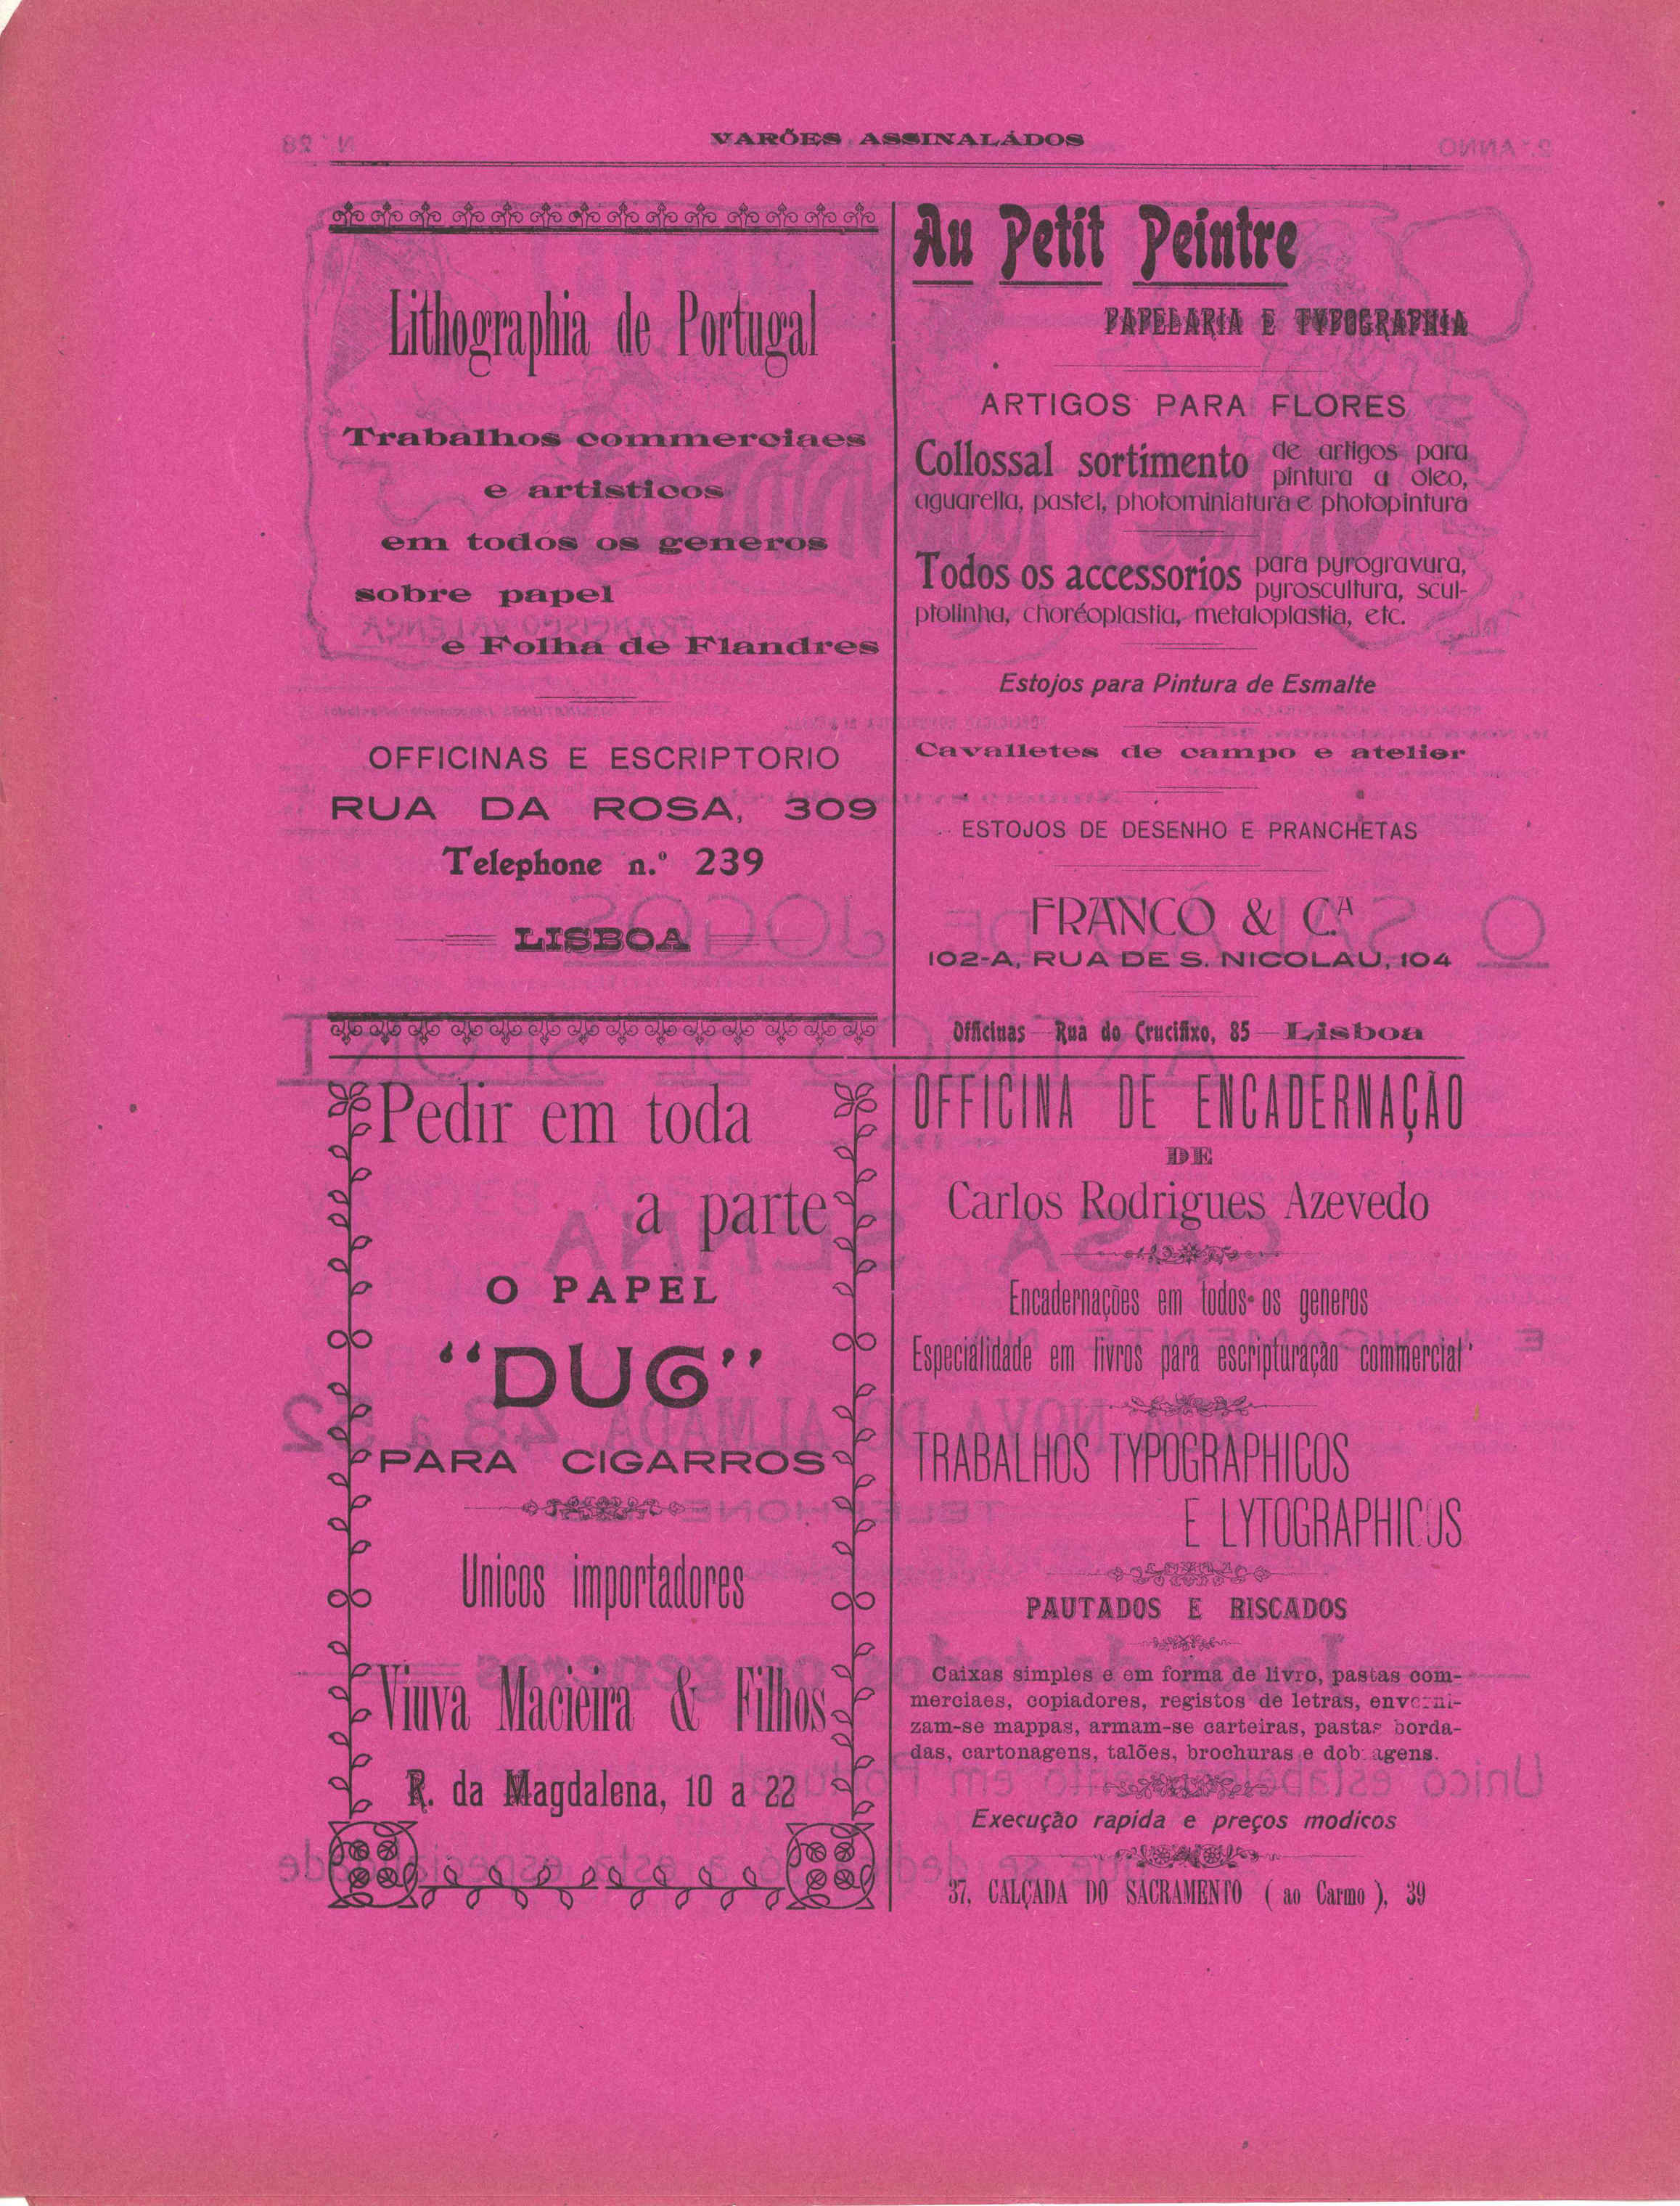 VARÕES ASSINALÁDOS
Lithographia de Portugal
Trabalhos commerciaes
e artisticos
em todos os generos
sobre papel
e Folha de Flandres
OFFICINAS E ESCRIPTORIO
RUA DA ROSA, 309
Telephone n.º 239
LISBOA
Au Petit Peintre
PAPELARIA E TYPOGRAPHIA
ARTIGOS PARA FLORES
Collossal sortimento de artigos para
pintura a oleo,
aguarella, pastel, photominiatura e photopintura
Todos os accessorios para pyrogravura,
pyroscultura, scul-
ptolinha, choréoplastia, metaloplastia, etc.
Estojos para Pintura de Esmalte
Cavalletes de campo e atelier
ESTOJOS DE DESENHO E PRANCHETAS
FRANCO & C.A
102-A, RUA DE S. NICOLAU, 104
Officinas — Rua do Crucifixo, 85 — Lisboa
Pedir em toda
a parte
O PAPEL
"DUG"
PARA CIGARROS
Unicos importadores
Viuva Macieira & Filhos
R. da Magdalena, 10 a 22
OFFICINA DE ENCADERNAÇÃO
DE
Carlos Rodrigues Azevedo
Encadernações em todos os generos
Especialidade em livros para escripturação commercial
TRABALHOS TYPOGRAPHICOS
E LYTOGRAPHICOS
PAUTADOS E RISCADOS
Caixas simples e em forma de livro, pastas com-
merciaes, copiadores, registos de letras, enverni-
zam-se mappas, armam-se carteiras, pastas borda-
das, cartonagens, talões, brochuras e dobragens.
Execução rapida e preços modicos
37, CALÇADA DO SACRAMENTO (ao Carmo), 39